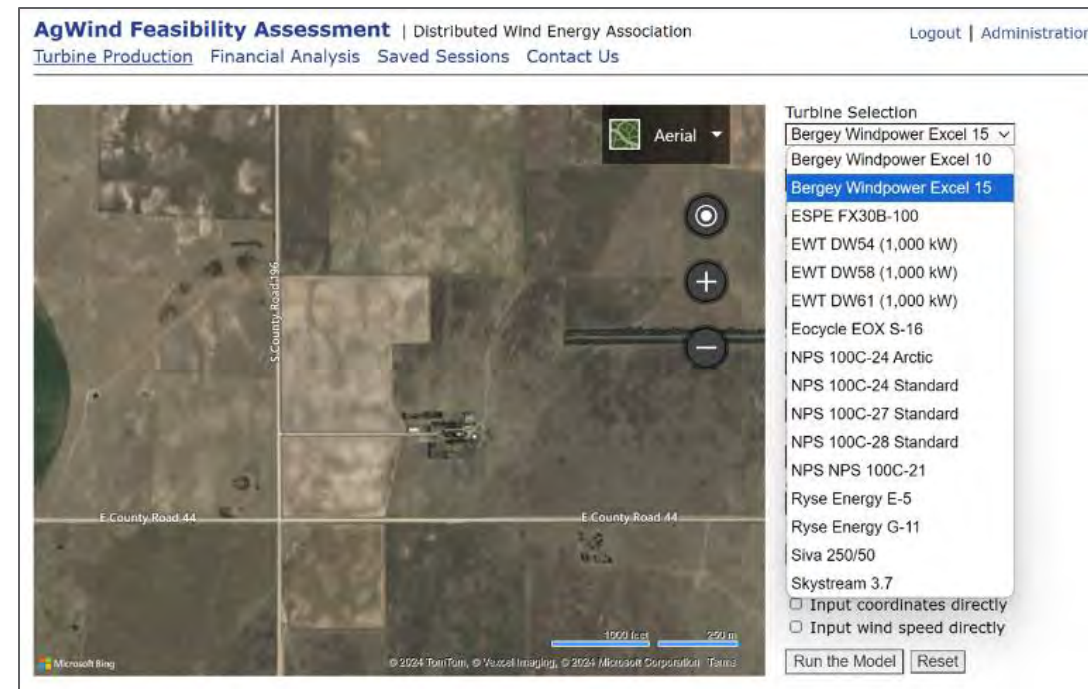 AgWind Feasibility Assessment | Distributed Wind Energy Association
Logout | Administration
Turbine Production Financial Analysis Saved Sessions Contact Us
Aerial
S.County Road 196
E.County Road 44
E.County Road 44
1000 feet
250 m
Microsoft Bing
© 2024 TomTom, © Vexcel Imaging, © 2024 Microsoft Corporation Terms
Turbine Selection
Bergey Windpower Excel 15
Bergey Windpower Excel 10
Bergey Windpower Excel 15
ESPE FX30B-100
EWT DW54 (1,000 kW)
EWT DW58 (1,000 kW)
EWT DW61 (1,000 kW)
Eocycle EOX S-16
NPS 100C-24 Arctic
NPS 100C-24 Standard
NPS 100C-27 Standard
NPS 100C-28 Standard
NPS NPS 100C-21
Ryse Energy E-5
Ryse Energy G-11
Siva 250/50
Skystream 3.7
Input coordinates directly
Input wind speed directly
Run the Model Reset